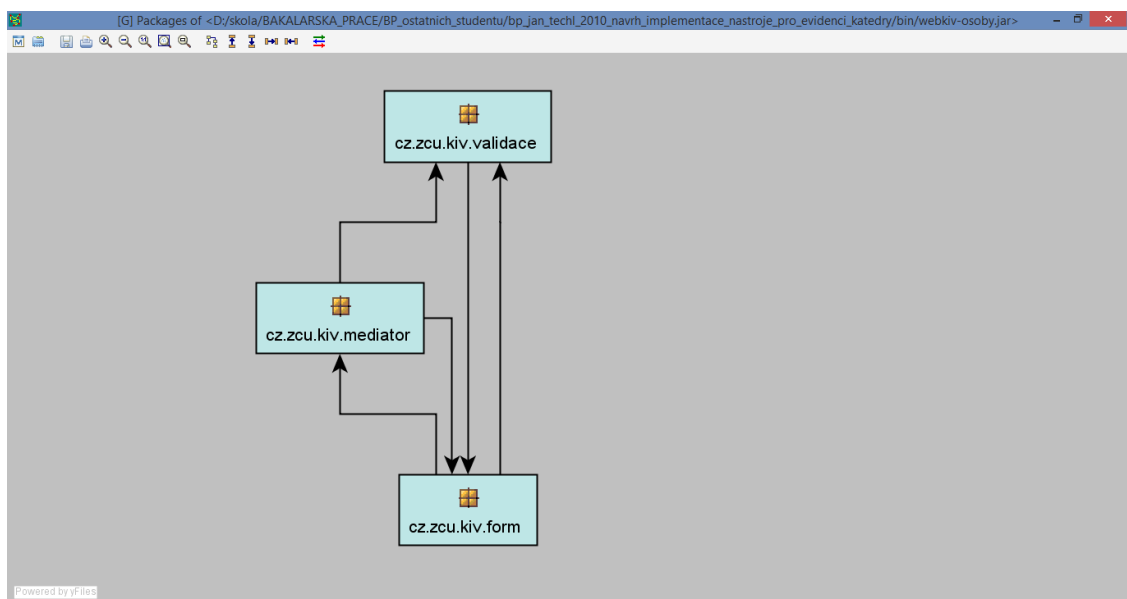 [G] Packages of <D:/skola/BAKALARSKA_PRACE/BP_ostatnich_studentu/bp_jan_techl_2010_navrh_implementace_nastroje_pro_evidenci_katedry/bin/webkiv-osoby.jar>
cz.zcu.kiv.validace
cz.zcu.kiv.mediator
cz.zcu.kiv.form
Powered by yFiles